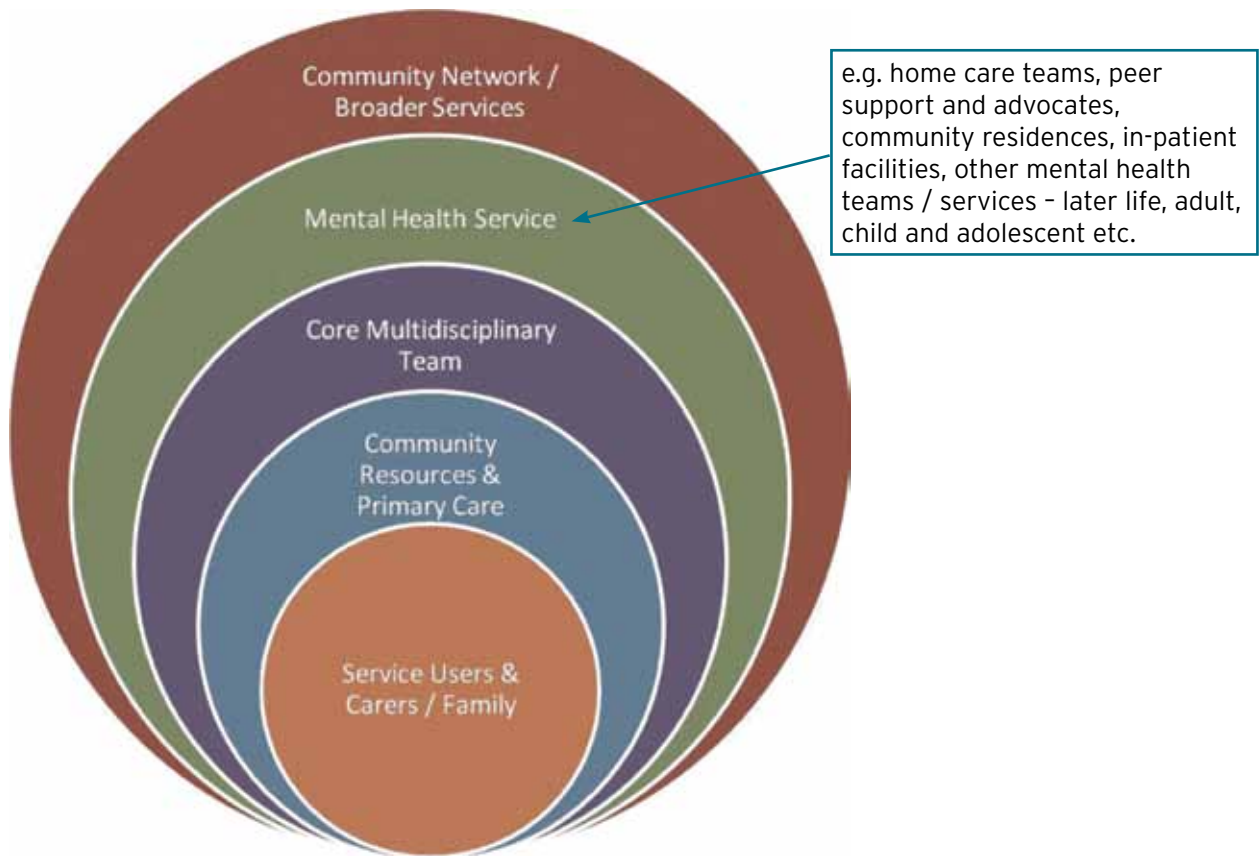 Community Network /
Broader Services
e.g. home care teams, peer
support and advocates,
community residences, in-patient
facilities, other mental health
teams / services – later life, adult,
child and adolescent etc.
Mental Health Service
Core Multidisciplinary
Team
Community
Resources &
Primary Care
Service Users &
Carers / Family